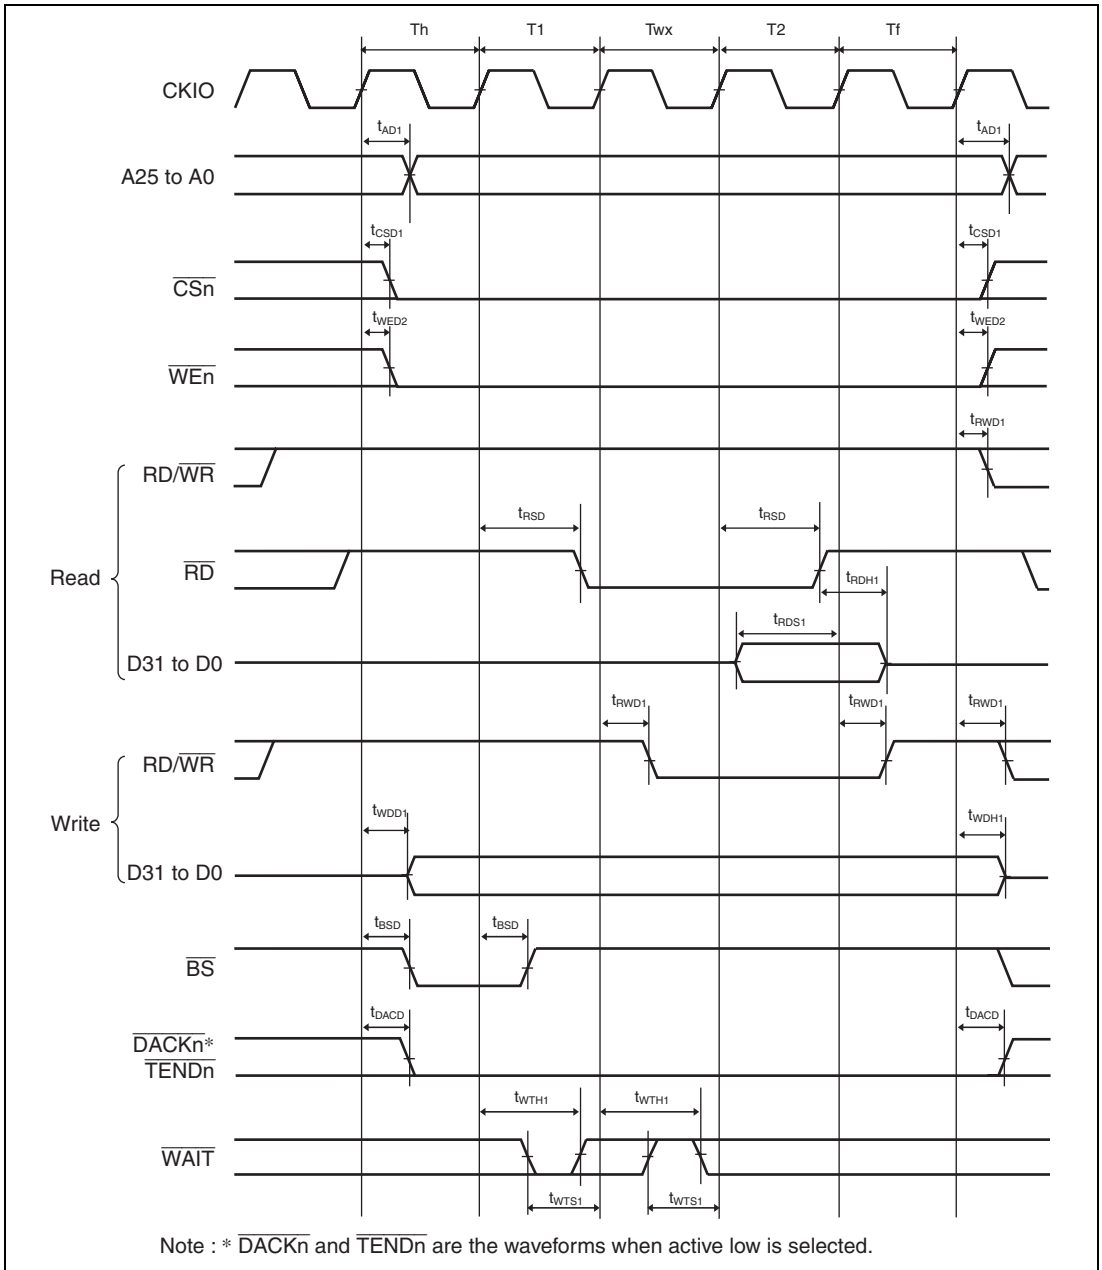 Th T1 Twx T2 Tf
CKIO
tAD1 tAD1
A25 to A0
tCSD1 tCSD1
CSn
tWED2 tWED2
WEn
tRWD1
RD/WR
tRSD tRSD
Read
RD
tRDH1
tRDS1
D31 to D0
tRWD1 tRWD1 tRWD1
RD/WR
tWDD1 tWDH1
Write
D31 to D0
tBSD tBSD
BS
tDACD tDACD
DACKn*
TENDn
tWTH1 tWTH1
WAIT
tWTS1 tWTS1
Note : * DACKn and TENDn are the waveforms when active low is selected.